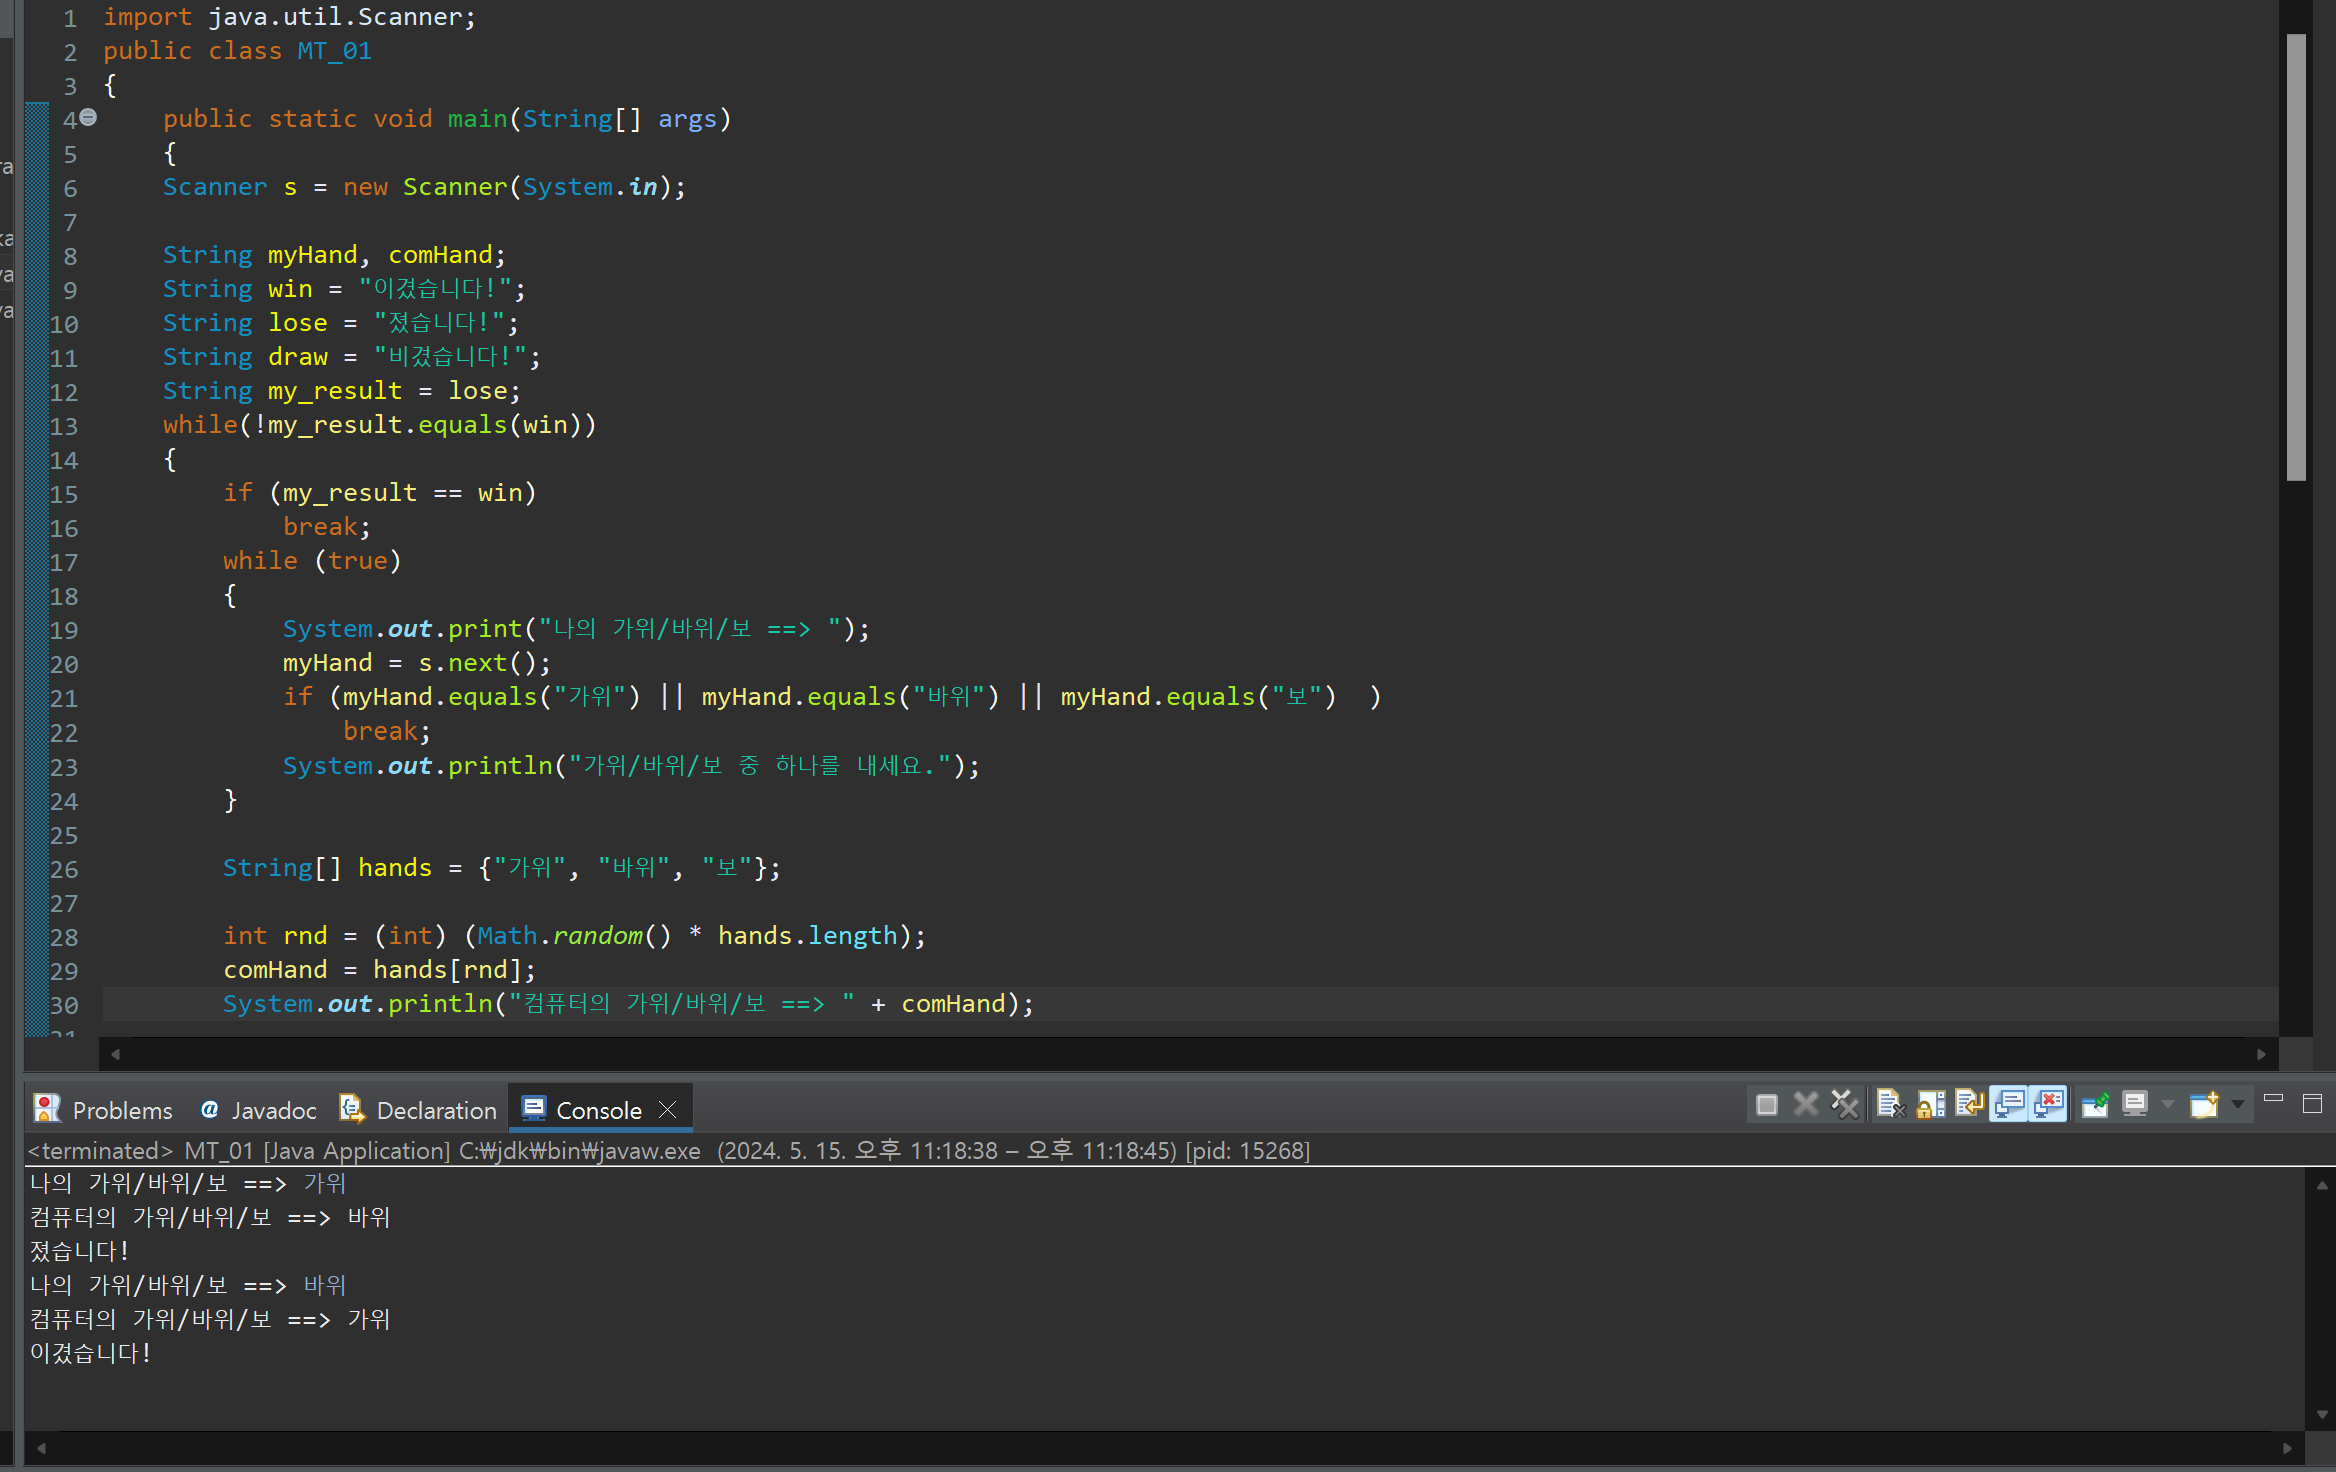 1 import java.util.Scanner;
2 public class MT_01
3 {
4 public static void main(String[] args)
5 {
6 Scanner s = new Scanner(System.in);
7
8 String myHand, comHand;
9 String win = "이겼습니다!";
10 String lose = "졌습니다!";
11 String draw = "비겼습니다!";
12 String my_result = lose;
13 while(!my_result.equals(win))
14 {
15 if (my_result == win)
16 break;
17 while (true)
18 {
19 System.out.print("나의 가위/바위/보 ==> ");
20 myHand = s.next();
21 if (myHand.equals("가위") || myHand.equals("바위") || myHand.equals("보")  )
22 break;
23 System.out.println("가위/바위/보 중 하나를 내세요.");
24 }
25
26 String[] hands = {"가위", "바위", "보"};
27
28 int rnd = (int) (Math.random() * hands.length);
29 comHand = hands[rnd];
30 System.out.println("컴퓨터의 가위/바위/보 ==> " + comHand);
Problems @ Javadoc Declaration Console
<terminated> MT_01 [Java Application] C:₩jdk₩bin₩javaw.exe (2024. 5. 15. 오후 11:18:38 – 오후 11:18:45) [pid: 15268]
나의 가위/바위/보 ==> 가위
컴퓨터의 가위/바위/보 ==> 바위
졌습니다!
나의 가위/바위/보 ==> 바위
컴퓨터의 가위/바위/보 ==> 가위
이겼습니다!